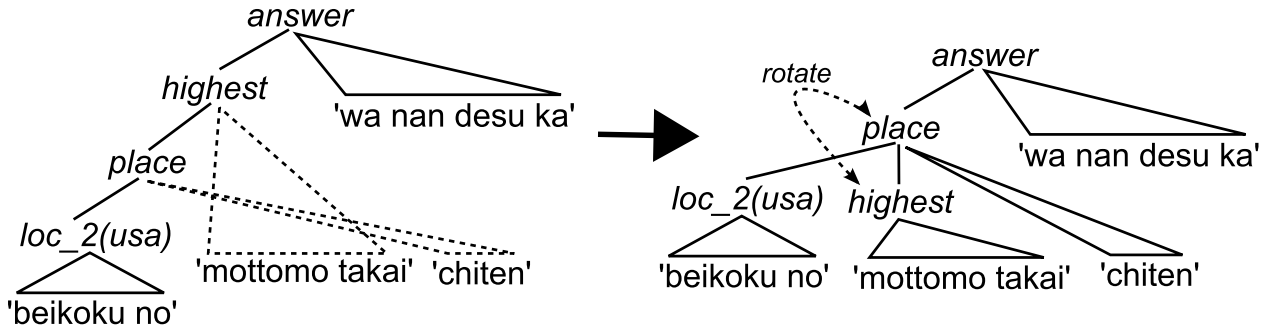 answer
highest
'wa nan desu ka'
place
loc_2(usa)
'mottomo takai' 'chiten'
'beikoku no'
answer
rotate
place
'wa nan desu ka'
loc_2(usa) highest
'beikoku no' 'mottomo takai' 'chiten'